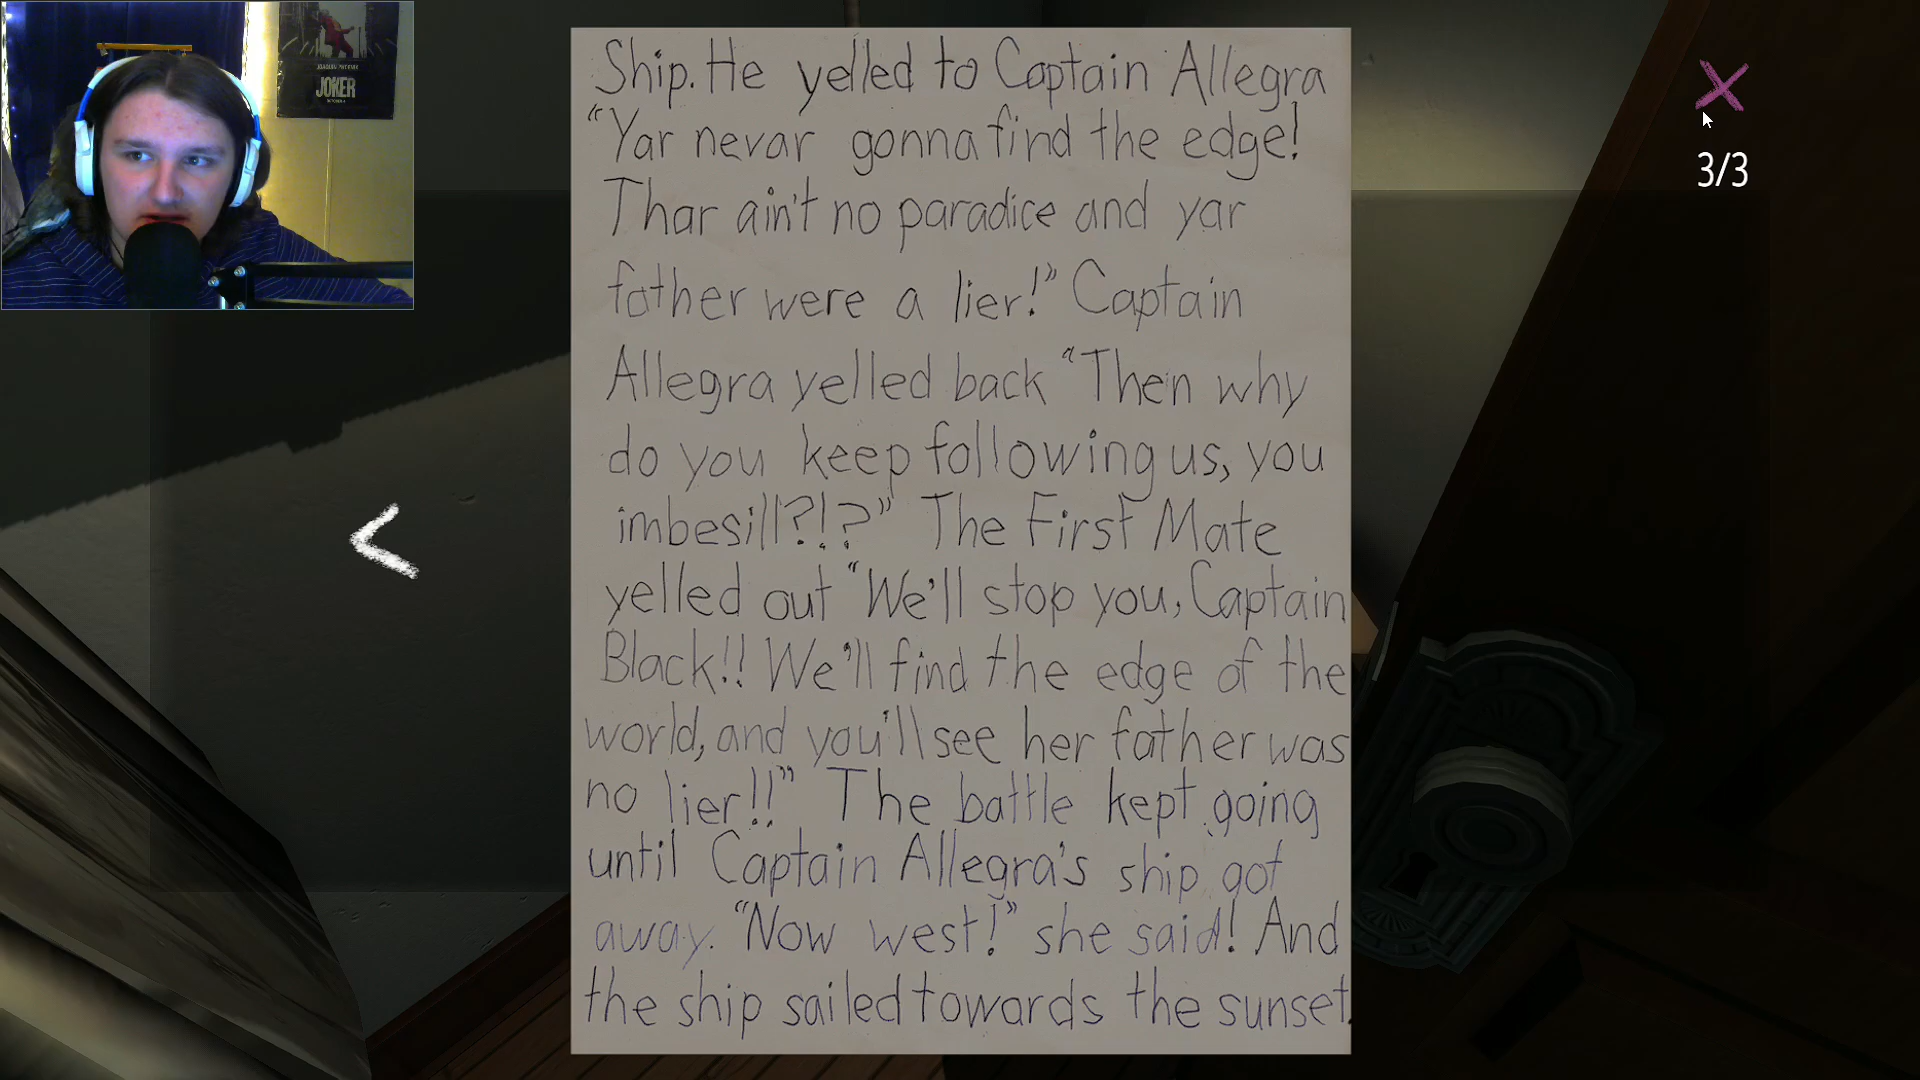 JOAQUIN PHOENIX
JOKER
OCTOBER 4
3/3
Ship. He yelled to Captain Allegra
"Yar nevar gonna find the edge!
Thar ain't no paradice and yar
father were a lier!" Captain
Allegra yelled back "Then why
do you keep following us, you
imbesill?!?" The First Mate
yelled out "We'll stop you, Captain
Black!! We'll find the edge of the
world, and you'll see her father was
no lier!!" The battle kept going
until Captain Allegra's ship got
away. "Now west!" she said! And
the ship sailed towards the sunset.